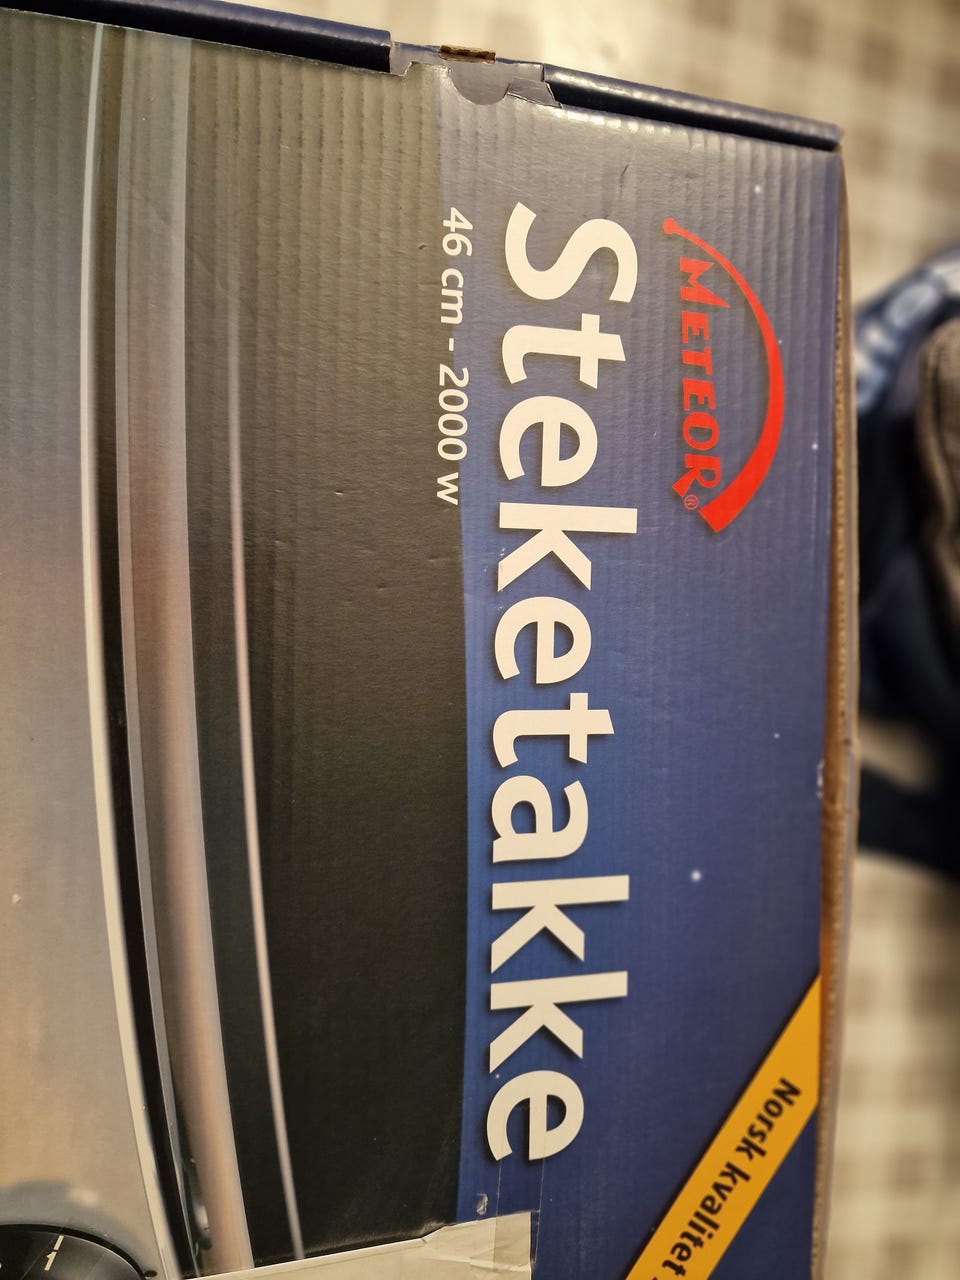 METEOR®
Steketakke
46 cm - 2000 w
Norsk kvalitet